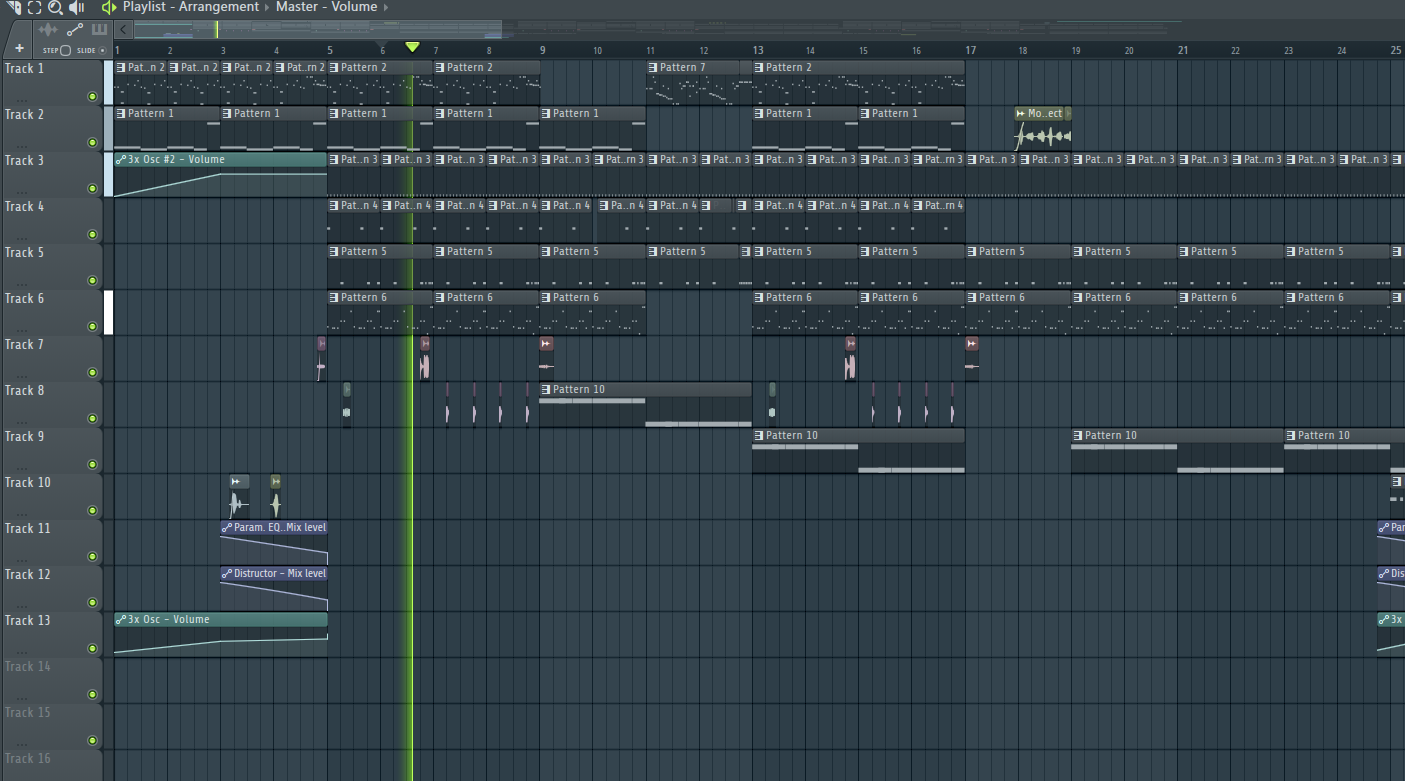 Playlist - Arrangement › Master - Volume ›
STEP SLIDE
1 2 3 4 5 6 7 8 9 10 11 12 13 14 15 16 17 18 19 20 21 22 23 24 25
Track 1 Pat..n 2 Pat..n 2 Pat..n 2 Pat..n 2 Pattern 2 Pattern 2 Pattern 7 Pattern 2
Track 2 Pattern 1 Pattern 1 Pattern 1 Pattern 1 Pattern 1 Pattern 1 Pattern 1 Mo..ect
Track 3 3x Osc #2 - Volume Pat..n 3 Pat..n 3 Pat..n 3 Pat..n 3 Pat..n 3 Pat..rn 3 Pat..n 3 Pat..n 3 Pat..n 3 Pat..n 3 Pat..n 3 Pat..rn 3 Pat..n 3 Pat..n 3 Pat..n 3 Pat..n 3 Pat..n 3 Pat..rn 3 Pat..n 3 Pat..n 3
Track 4 Pat..n 4 Pat..n 4 Pat..n 4 Pat..n 4 Pat..n 4 Pa..n 4 Pat..n 4 Pat..n 4 Pat..n 4 Pat..n 4 Pat..rn 4
Track 5 Pattern 5 Pattern 5 Pattern 5 Pattern 5 Pattern 5 Pattern 5 Pattern 5 Pattern 5 Pattern 5 Pattern 5
Track 6 Pattern 6 Pattern 6 Pattern 6 Pattern 6 Pattern 6 Pattern 6 Pattern 6 Pattern 6 Pattern 6
Track 7
Track 8 Pattern 10
Track 9 Pattern 10 Pattern 10 Pattern 10
Track 10
Track 11 Param. EQ..Mix level Par
Track 12 Distructor - Mix level Dis
Track 13 3x Osc - Volume 3x
Track 14
Track 15
Track 16